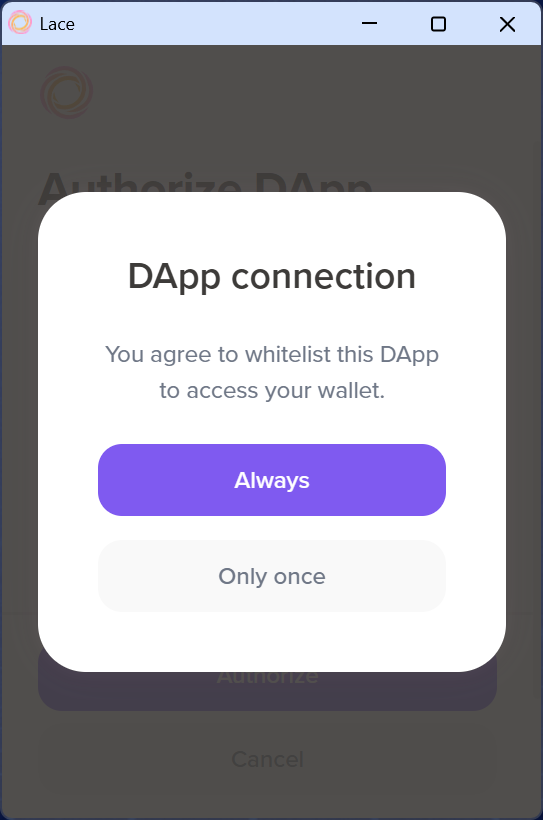 Lace
Authorize DApp
DApp connection
You agree to whitelist this DApp
to access your wallet.
Always
Only once
Authorize
Cancel